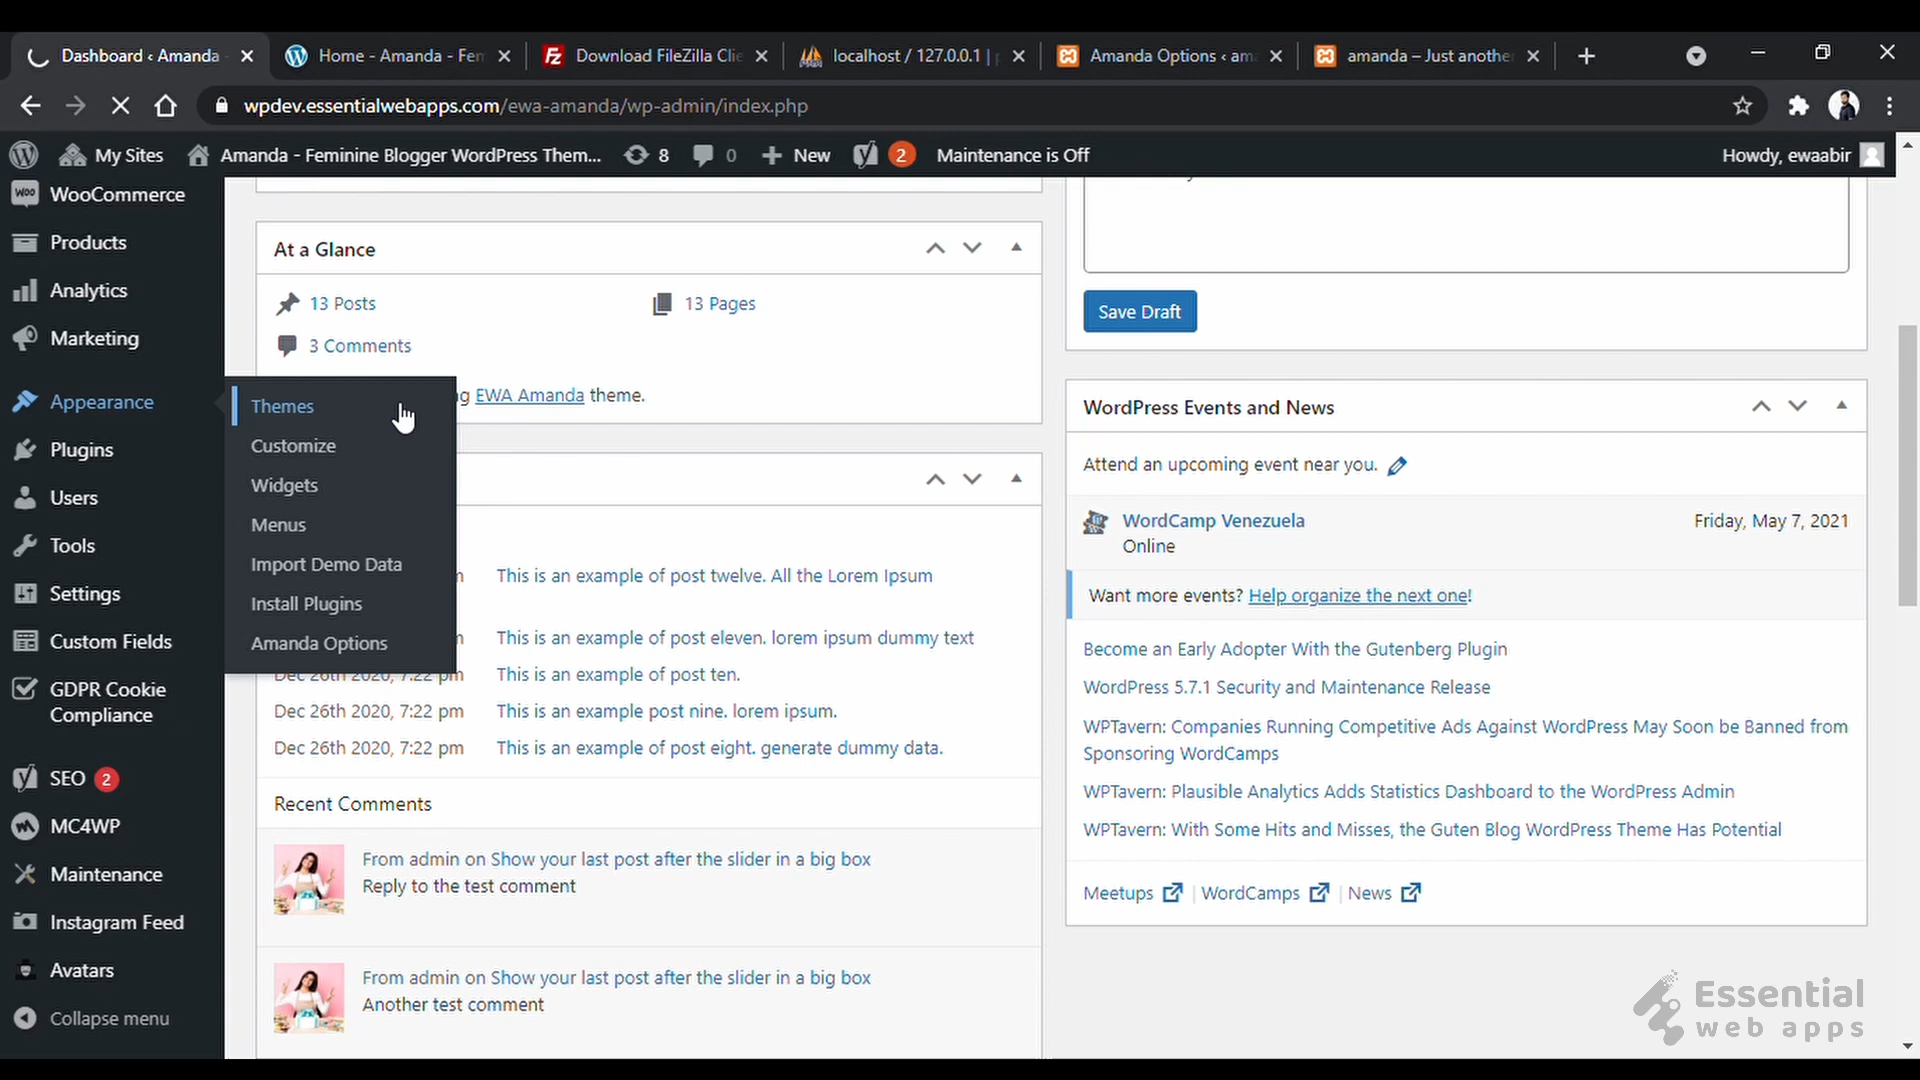 Dashboard ‹ Amanda
Home - Amanda - Fem
Download FileZilla Clie
localhost / 127.0.0.1 | p
Amanda Options ‹ am
amanda – Just another
wpdev.essentialwebapps.com/ewa-amanda/wp-admin/index.php
My Sites
Amanda - Feminine Blogger WordPress Them...
8
0
New
2
Maintenance is Off
Howdy, ewaabir
WooCommerce
Products
Analytics
Marketing
Appearance
Plugins
Users
Tools
Settings
Custom Fields
GDPR Cookie
Compliance
SEO 2
MC4WP
Maintenance
Instagram Feed
Avatars
Collapse menu
Themes
Customize
Widgets
Menus
Import Demo Data
Install Plugins
Amanda Options
At a Glance
13 Posts
13 Pages
3 Comments
g EWA Amanda theme.
This is an example of post twelve. All the Lorem Ipsum
This is an example of post eleven. lorem ipsum dummy text
Dec 26th 2020, 7:22 pm This is an example of post ten.
Dec 26th 2020, 7:22 pm This is an example post nine. lorem ipsum.
Dec 26th 2020, 7:22 pm This is an example of post eight. generate dummy data.
Recent Comments
From admin on Show your last post after the slider in a big box
Reply to the test comment
From admin on Show your last post after the slider in a big box
Another test comment
Save Draft
WordPress Events and News
Attend an upcoming event near you.
WordCamp Venezuela
Friday, May 7, 2021
Online
Want more events? Help organize the next one!
Become an Early Adopter With the Gutenberg Plugin
WordPress 5.7.1 Security and Maintenance Release
WPTavern: Companies Running Competitive Ads Against WordPress May Soon be Banned from
Sponsoring WordCamps
WPTavern: Plausible Analytics Adds Statistics Dashboard to the WordPress Admin
WPTavern: With Some Hits and Misses, the Guten Blog WordPress Theme Has Potential
Meetups | WordCamps | News
Essential
web apps